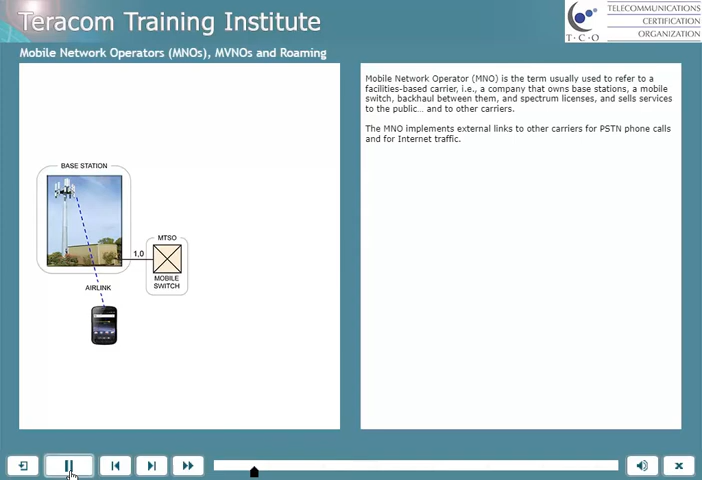 Teracom Training Institute
TELECOMMUNICATIONS
CERTIFICATION
ORGANIZATION
T·C·O
Mobile Network Operators (MNOs), MVNOs and Roaming
BASE STATION
MTSO
1,0
MOBILE
SWITCH
AIRLINK
Mobile Network Operator (MNO) is the term usually used to refer to a
facilities-based carrier, i.e., a company that owns base stations, a mobile
switch, backhaul between them, and spectrum licenses, and sells services
to the public... and to other carriers.
The MNO implements external links to other carriers for PSTN phone calls
and for Internet traffic.